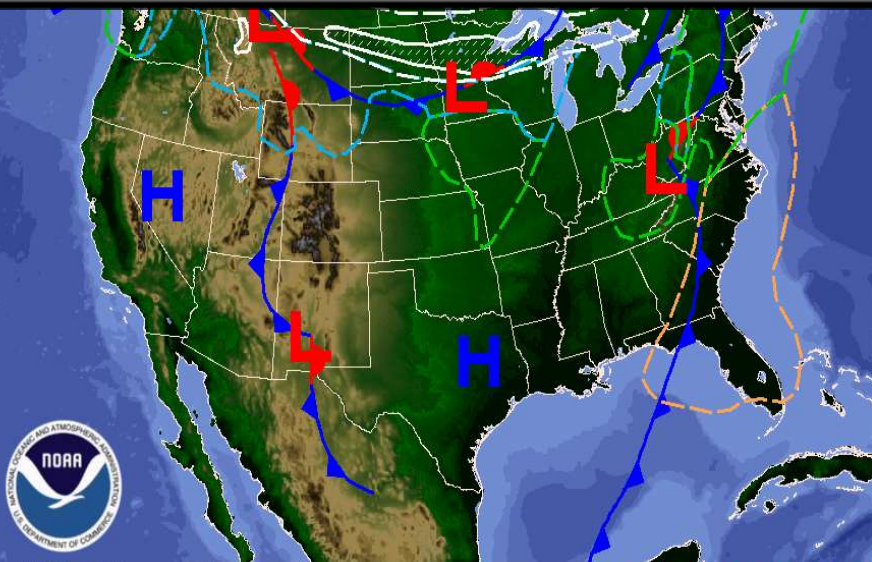 L
L
L
H
L
H
NATIONAL OCEANIC AND ATMOSPHERIC ADMINISTRATION
NOAA
U.S. DEPARTMENT OF COMMERCE